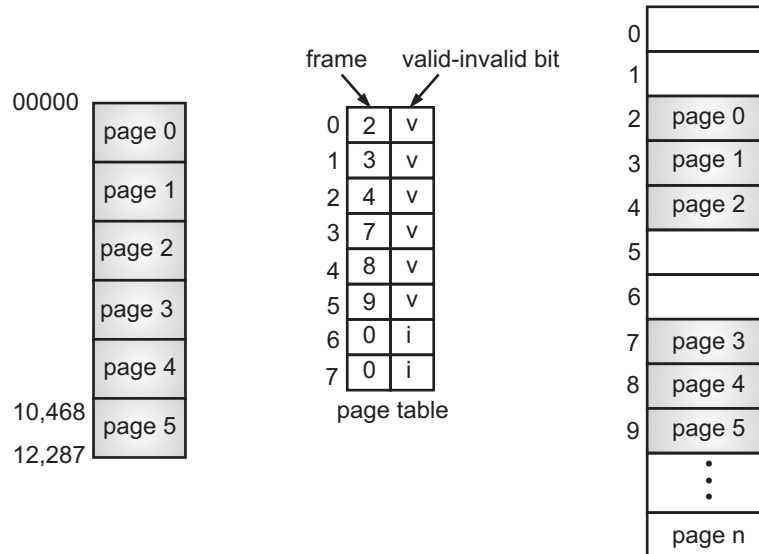 00000
page 0
page 1
page 2
page 3
page 4
10,468
page 5
12,287
frame valid-invalid bit
0 2 v
1 3 v
2 4 v
3 7 v
4 8 v
5 9 v
6 0 i
7 0 i
page table
0
1
2 page 0
3 page 1
4 page 2
5
6
7 page 3
8 page 4
9 page 5
page n